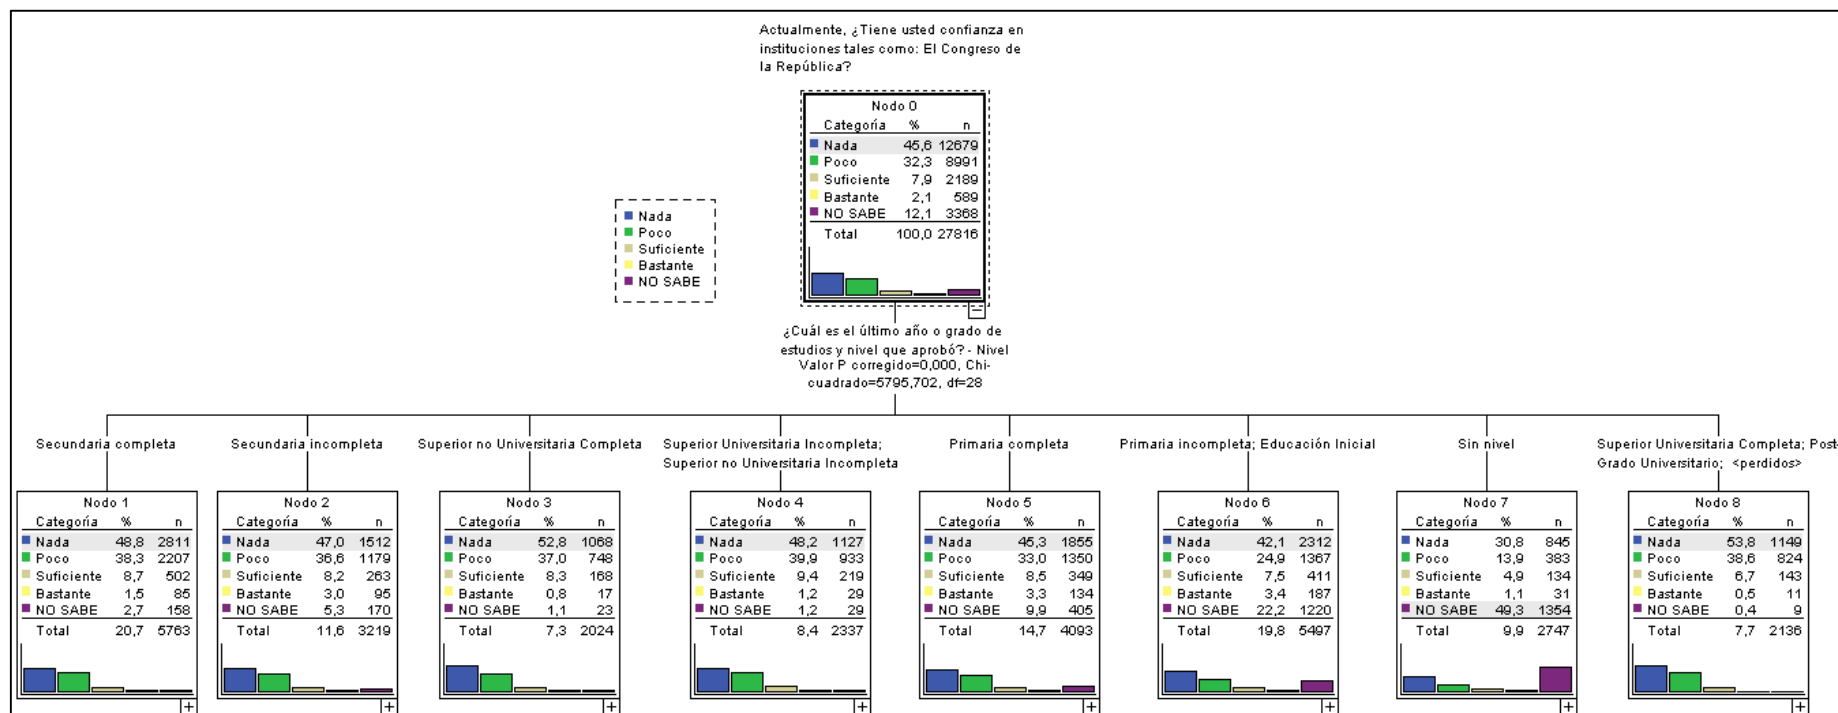 Actualmente, ¿Tiene usted confianza en
instituciones tales como: El Congreso de
la República?
Nodo 0
Categoría % n
Nada 45,6 12679
Poco 32,3 8991
Suficiente 7,9 2189
Bastante 2,1 589
NO SABE 12,1 3368
Total 100,0 27816
Nada
Poco
Suficiente
Bastante
NO SABE
¿Cuál es el último año o grado de
estudios y nivel que aprobó? - Nivel
Valor P corregido=0,000, Chi-
cuadrado=5795,702, df=28
Secundaria completa
Nodo 1
Categoría % n
Nada 48,8 2811
Poco 38,3 2207
Suficiente 8,7 502
Bastante 1,5 85
NO SABE 2,7 158
Total 20,7 5763
Secundaria incompleta
Nodo 2
Categoría % n
Nada 47,0 1512
Poco 36,6 1179
Suficiente 8,2 263
Bastante 3,0 95
NO SABE 5,3 170
Total 11,6 3219
Superior no Universitaria Completa
Nodo 3
Categoría % n
Nada 52,8 1068
Poco 37,0 748
Suficiente 8,3 168
Bastante 0,8 17
NO SABE 1,1 23
Total 7,3 2024
Superior Universitaria Incompleta;
Superior no Universitaria Incompleta
Nodo 4
Categoría % n
Nada 48,2 1127
Poco 39,9 933
Suficiente 9,4 219
Bastante 1,2 29
NO SABE 1,2 29
Total 8,4 2337
Primaria completa
Nodo 5
Categoría % n
Nada 45,3 1855
Poco 33,0 1350
Suficiente 8,5 349
Bastante 3,3 134
NO SABE 9,9 405
Total 14,7 4093
Primaria incompleta; Educación Inicial
Nodo 6
Categoría % n
Nada 42,1 2312
Poco 24,9 1367
Suficiente 7,5 411
Bastante 3,4 187
NO SABE 22,2 1220
Total 19,8 5497
Sin nivel
Nodo 7
Categoría % n
Nada 30,8 845
Poco 13,9 383
Suficiente 4,9 134
Bastante 1,1 31
NO SABE 49,3 1354
Total 9,9 2747
Superior Universitaria Completa; Post-
Grado Universitario; <perdidos>
Nodo 8
Categoría % n
Nada 53,8 1149
Poco 38,6 824
Suficiente 6,7 143
Bastante 0,5 11
NO SABE 0,4 9
Total 7,7 2136